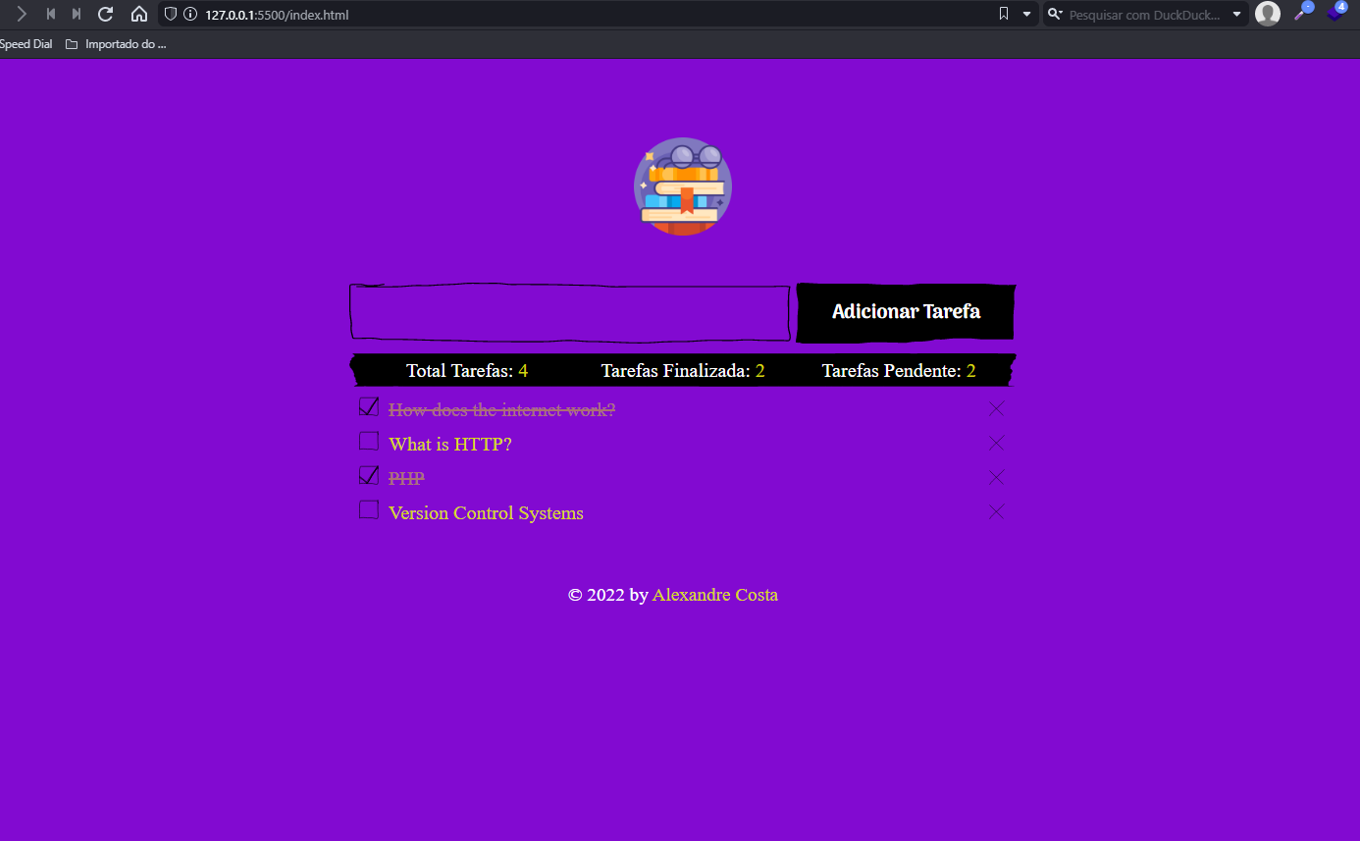 127.0.0.1:5500/index.html
Pesquisar com DuckDuck...
4
Speed Dial
Importado do ...
Adicionar Tarefa
Total Tarefas: 4
Tarefas Finalizada: 2
Tarefas Pendente: 2
How does the internet work?
What is HTTP?
PHP
Version Control Systems
© 2022 by Alexandre Costa